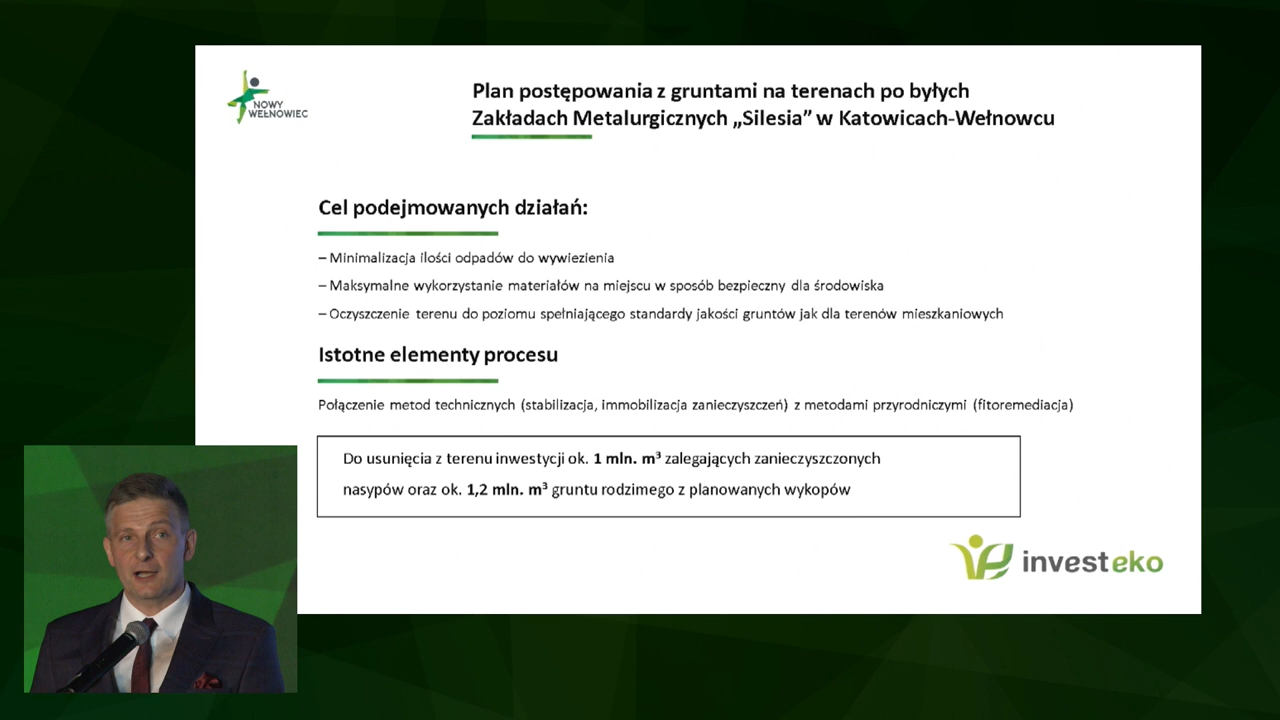 NOWY
WEŁNOWIEC
Plan postępowania z gruntami na terenach po byłych
Zakładach Metalurgicznych „Silesia” w Katowicach-Wełnowcu
Cel podejmowanych działań:
– Minimalizacja ilości odpadów do wywiezienia
– Maksymalne wykorzystanie materiałów na miejscu w sposób bezpieczny dla środowiska
– Oczyszczenie terenu do poziomu spełniającego standardy jakości gruntów jak dla terenów mieszkaniowych
Istotne elementy procesu
Połączenie metod technicznych (stabilizacja, immobilizacja zanieczyszczeń) z metodami przyrodniczymi (fitoremediacja)
Do usunięcia z terenu inwestycji ok. 1 mln. m³ zalegających zanieczyszczonych
nasypów oraz ok. 1,2 mln. m³ gruntu rodzimego z planowanych wykopów
investeko